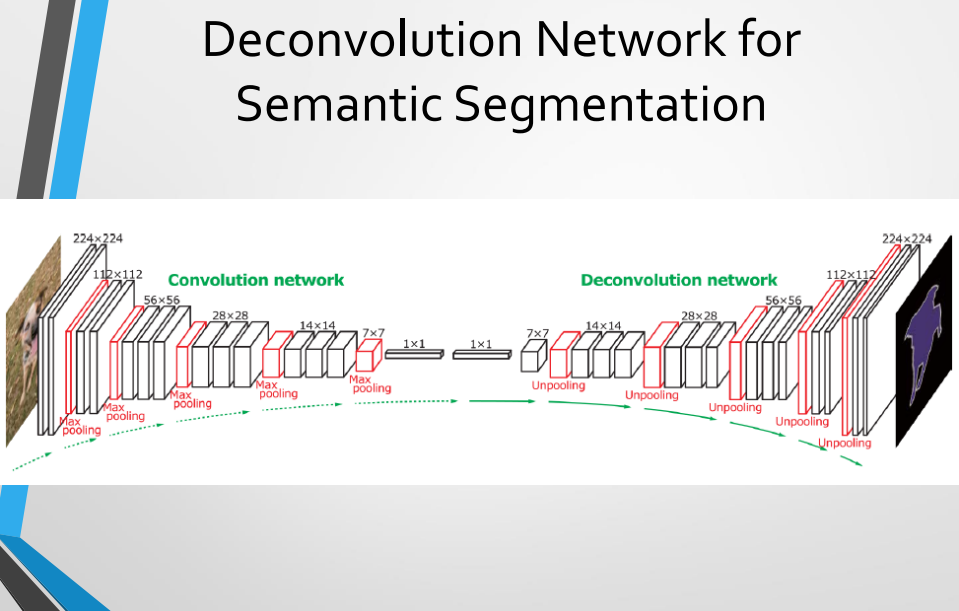 Deconvolution Network for
Semantic Segmentation
224×224
112×112
56×56
28×28
14×14
7×7
1×1
1×1
7×7
14×14
28×28
56×56
112×112
224×224
Convolution network
Deconvolution network
Max
pooling
Max
pooling
Max
pooling
Max
pooling
Max
pooling
Unpooling
Unpooling
Unpooling
Unpooling
Unpooling